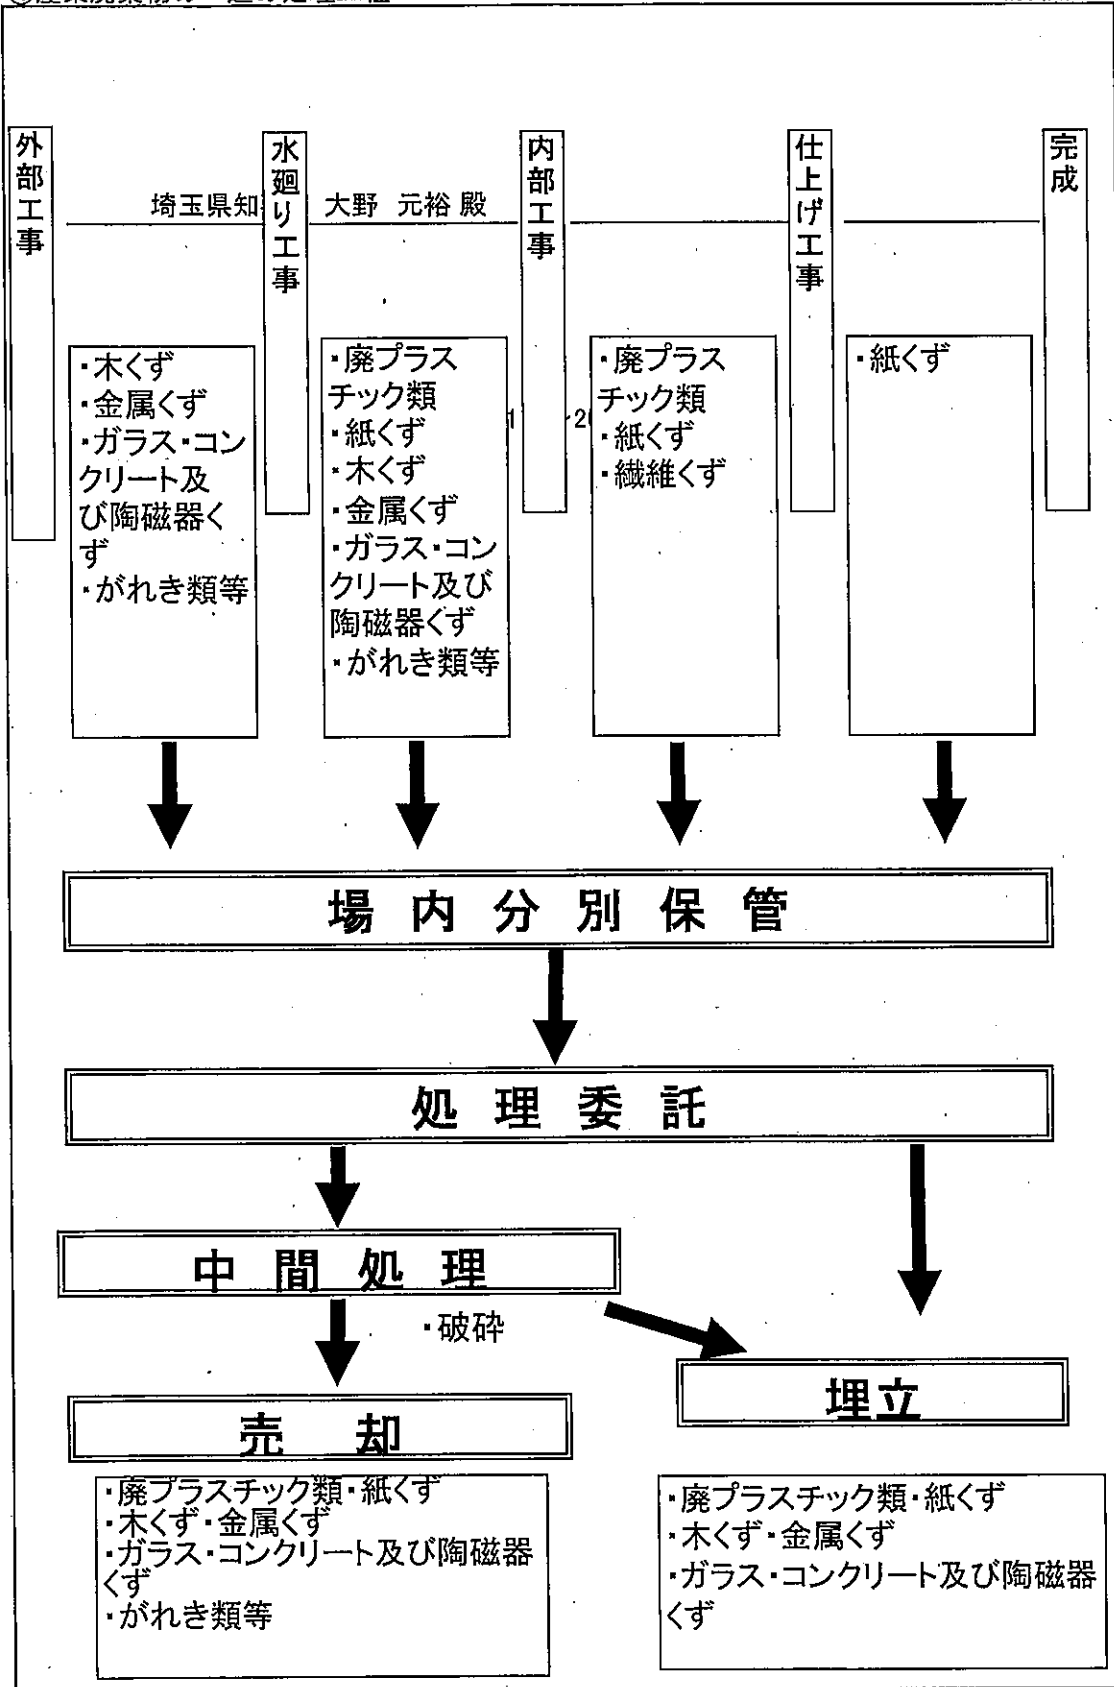 外部工事
水廻り工事
内部工事
仕上げ工事
完成
埼玉県知
大野 元裕 殿
・木くず
・金属くず
・ガラス・コン
クリート及
び陶磁器く
ず
・がれき類等
・廃プラス
チック類
・紙くず
・木くず
・金属くず
・ガラス・コン
クリート及び
陶磁器くず
・がれき類等
・廃プラス
チック類
・紙くず
・繊維くず
・紙くず
場内分別保管
処理委託
中間処理
・破砕
売却
埋立
・廃プラスチック類・紙くず
・木くず・金属くず
・ガラス・コンクリート及び陶磁器
くず
・がれき類等
・廃プラスチック類・紙くず
・木くず・金属くず
・ガラス・コンクリート及び陶磁器
くず